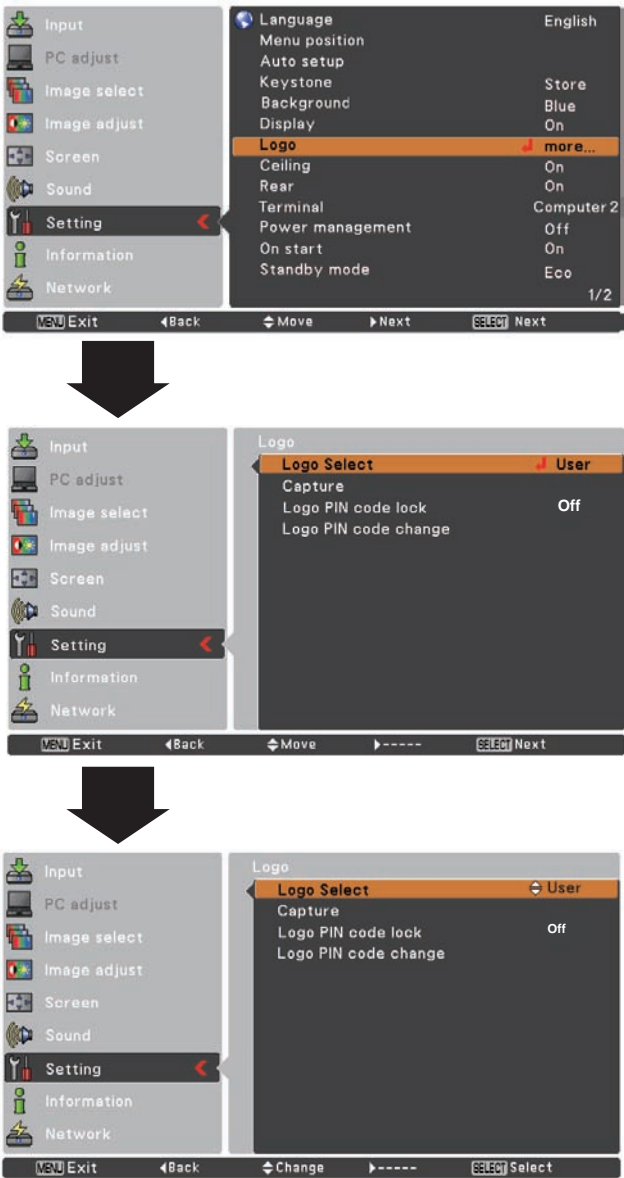 Input
PC adjust
Image select
Image adjust
Screen
Sound
Setting
Information
Network
Language English
Menu position
Auto setup
Keystone Store
Background Blue
Display On
Logo more...
Ceiling On
Rear On
Terminal Computer 2
Power management Off
On start On
Standby mode Eco
1/2
MENU Exit Back Move Next SELECT Next
Input
PC adjust
Image select
Image adjust
Screen
Sound
Setting
Information
Network
Logo
Logo Select User
Capture
Logo PIN code lock Off
Logo PIN code change
MENU Exit Back Move ----- SELECT Next
Input
PC adjust
Image select
Image adjust
Screen
Sound
Setting
Information
Network
Logo
Logo Select User
Capture
Logo PIN code lock Off
Logo PIN code change
MENU Exit Back Change ----- SELECT Select